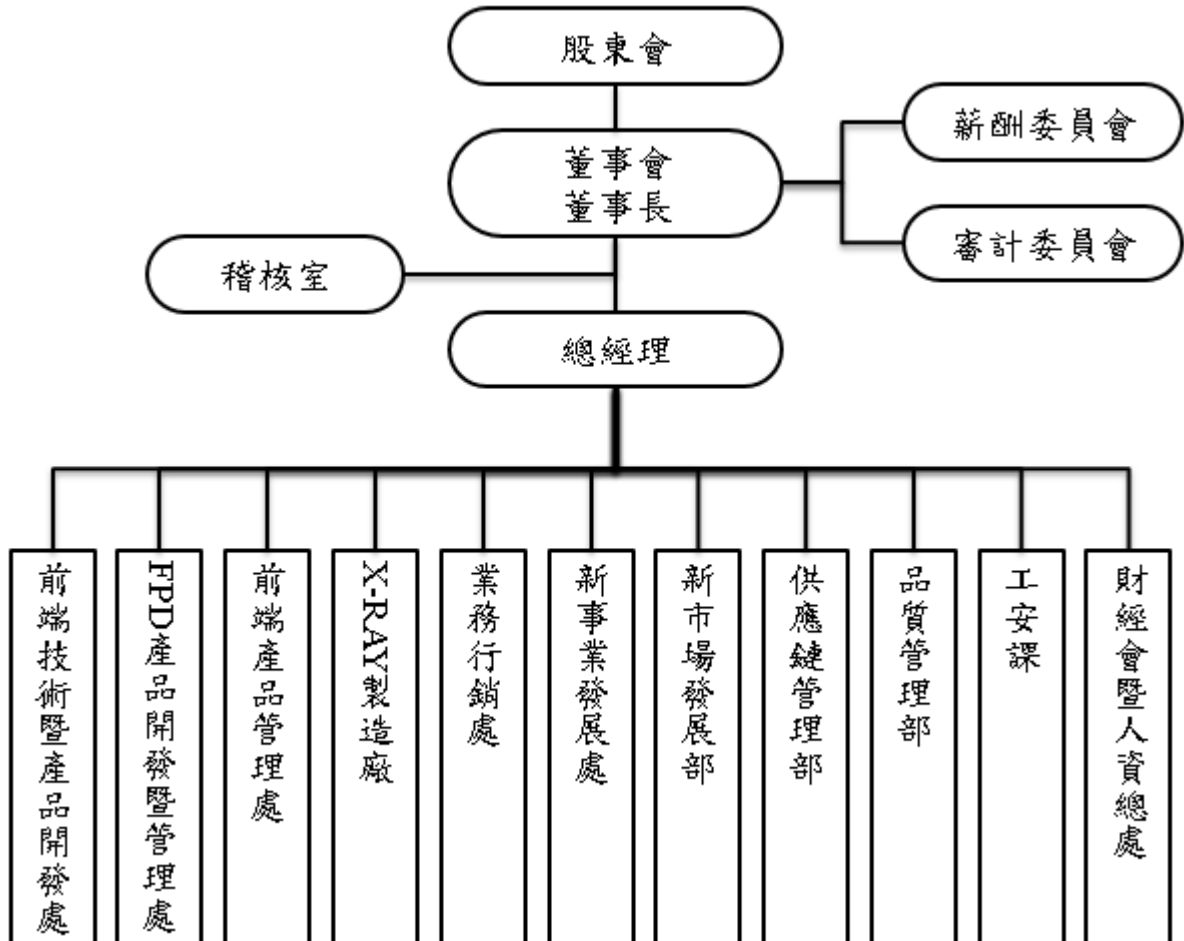 股東會
薪酬委員會
董事會
董事長
審計委員會
稽核室
總經理
前端技術暨產品開發處
FPD產品開發暨管理處
前端產品管理處
X-RAY製造廠
業務行銷處
新事業發展處
新市場發展部
供應鏈管理部
品質管理部
工安課
財經會暨人資總處